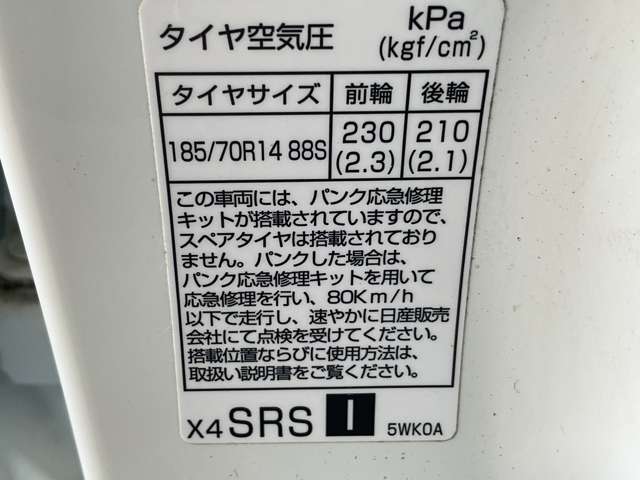 タイヤ空気圧 kPa
(kgf/cm²)
タイヤサイズ 前輪 後輪
185/70R14 88S 230 210
(2.3) (2.1)
この車両には、パンク応急修理
キットが搭載されていますので、
スペアタイヤは搭載されており
ません。パンクした場合は、
パンク応急修理キットを用いて
応急修理を行い、80Km/h
以下で走行し、速やかに日産販売
会社にて点検を受けてください。
搭載位置ならびに使用方法は、
取扱い説明書をご覧ください。
X4 SRS I 5WK0A